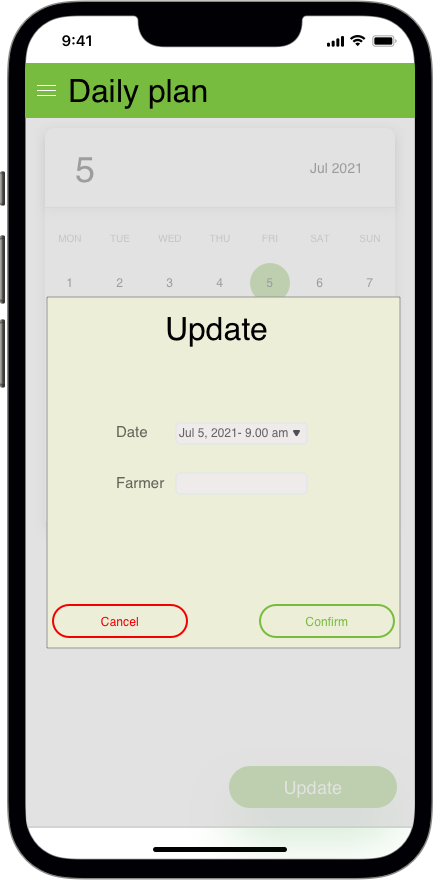 9:41
Daily plan
5 Jul 2021
MON TUE WED THU FRI SAT SUN
1 2 3 4 5 6 7
Update
Date Jul 5, 2021- 9.00 am
Farmer
Cancel Confirm
Update